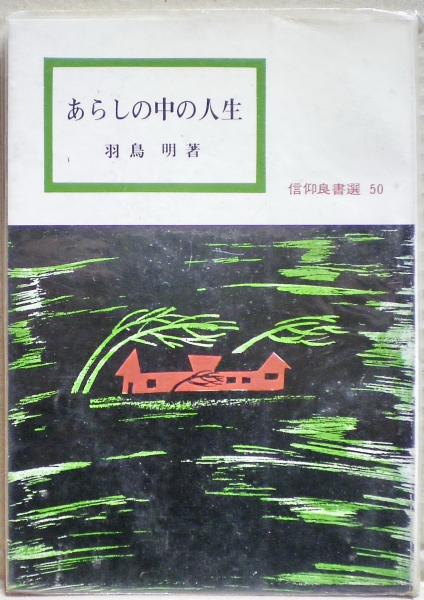 あらしの中の人生
羽鳥 明 著
信仰良書選 50